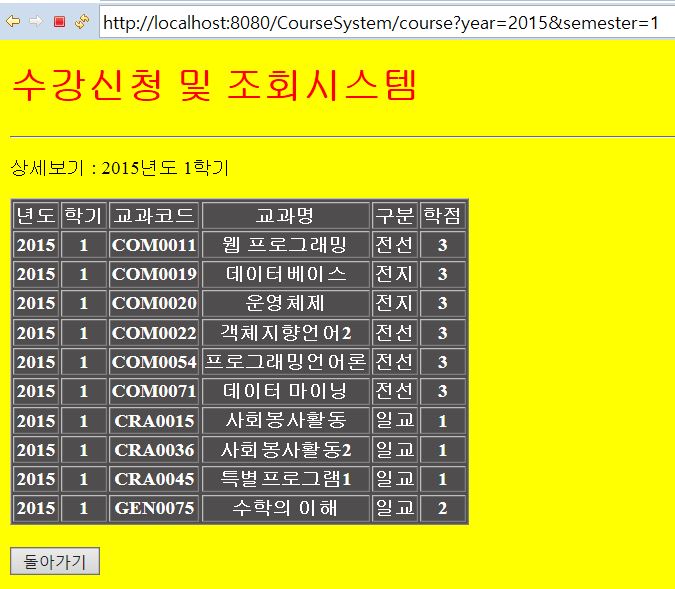 http://localhost:8080/CourseSystem/course?year=2015&semester=1
수강신청 및 조회시스템
상세보기 : 2015년도 1학기
년도 학기 교과코드 교과명 구분 학점
2015 1 COM0011 웹 프로그래밍 전선 3
2015 1 COM0019 데이터베이스 전지 3
2015 1 COM0020 운영체제 전지 3
2015 1 COM0022 객체지향언어2 전선 3
2015 1 COM0054 프로그래밍언어론 전선 3
2015 1 COM0071 데이터 마이닝 전선 3
2015 1 CRA0015 사회봉사활동 일교 1
2015 1 CRA0036 사회봉사활동2 일교 1
2015 1 CRA0045 특별프로그램1 일교 1
2015 1 GEN0075 수학의 이해 일교 2
돌아가기